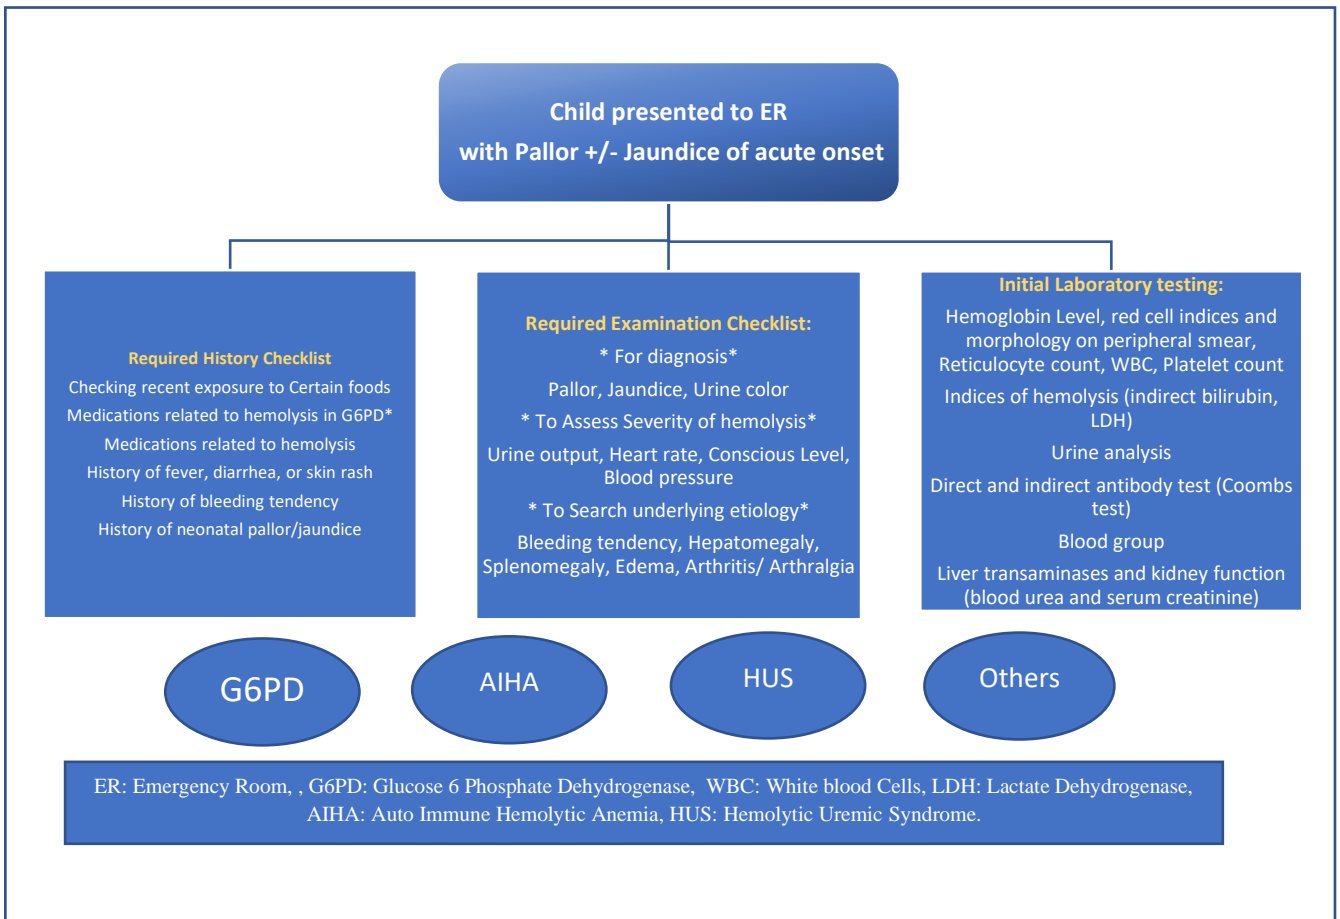 Child presented to ER
with Pallor +/- Jaundice of acute onset
Required History Checklist
Checking recent exposure to Certain foods
Medications related to hemolysis in G6PD*
Medications related to hemolysis
History of fever, diarrhea, or skin rash
History of bleeding tendency
History of neonatal pallor/jaundice
Required Examination Checklist:
* For diagnosis*
Pallor, Jaundice, Urine color
* To Assess Severity of hemolysis*
Urine output, Heart rate, Conscious Level,
Blood pressure
* To Search underlying etiology*
Bleeding tendency, Hepatomegaly,
Splenomegaly, Edema, Arthritis/ Arthralgia
Initial Laboratory testing:
Hemoglobin Level, red cell indices and
morphology on peripheral smear,
Reticulocyte count, WBC, Platelet count
Indices of hemolysis (indirect bilirubin,
LDH)
Urine analysis
Direct and indirect antibody test (Coombs
test)
Blood group
Liver transaminases and kidney function
(blood urea and serum creatinine)
G6PD
AIHA
HUS
Others
ER: Emergency Room, , G6PD: Glucose 6 Phosphate Dehydrogenase, WBC: White blood Cells, LDH: Lactate Dehydrogenase,
AIHA: Auto Immune Hemolytic Anemia, HUS: Hemolytic Uremic Syndrome.